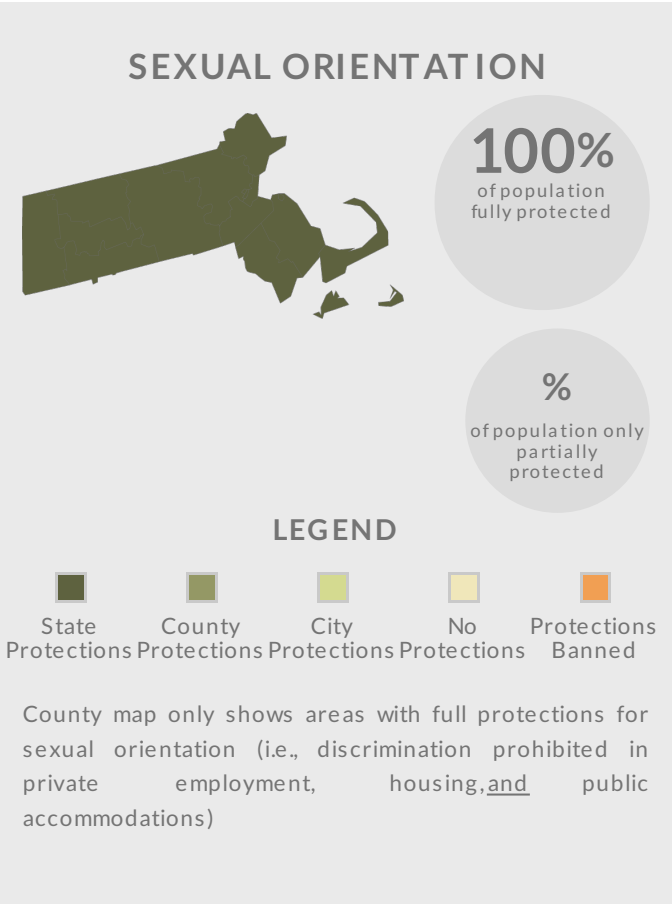 SEXUAL ORIENTATION
100%
of population
fully protected
%
of population only
partially
protected
LEGEND
State
Protections
County
Protections
City
Protections
No
Protections
Protections
Banned
County map only shows areas with full protections for
sexual orientation (i.e., discrimination prohibited in
private employment, housing,and public
accommodations)